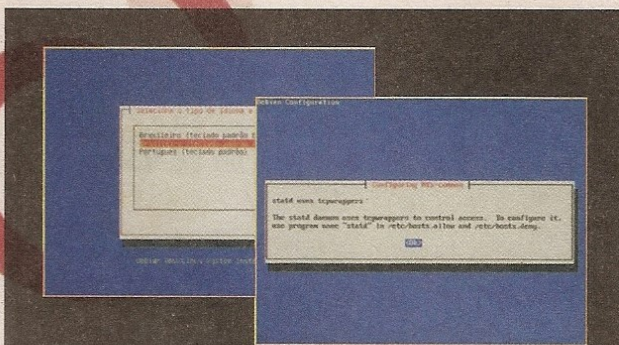 Selecione o tipo de idioma e
Brasileiro (teclado padrão
Português (teclado padrão)
Debian Configuration
Configuring NFS-common
statd uses tcpwrappers
The statd daemon uses tcpwrappers to control access. To configure it,
use program name "statd" in /etc/hosts.allow and /etc/hosts.deny.
<Ok>